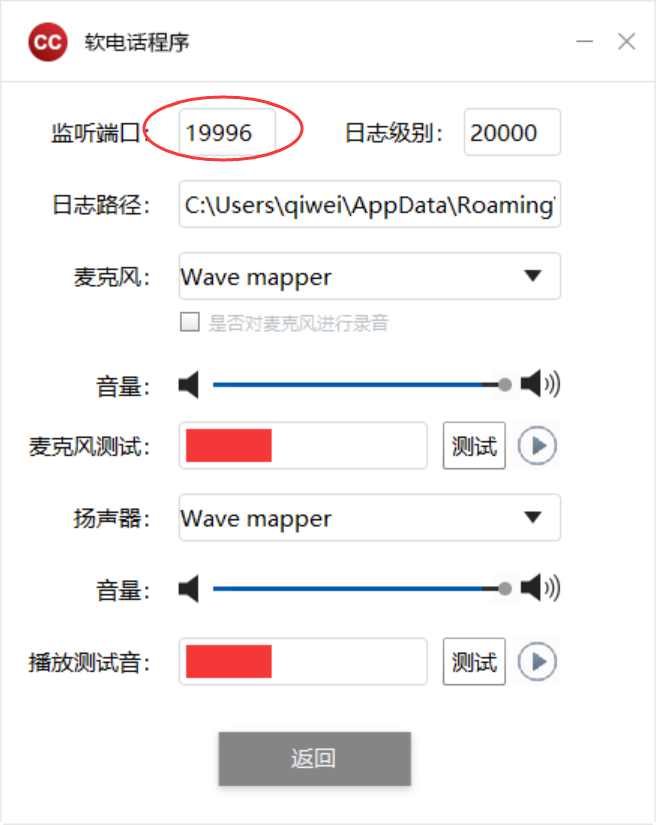 CC 软电话程序
监听端口： 19996 日志级别： 20000
日志路径： C:\Users\qiwei\AppData\Roaming\
麦克风： Wave mapper
是否对麦克风进行录音
音量：
麦克风测试： 测试
扬声器： Wave mapper
音量：
播放测试音： 测试
返回